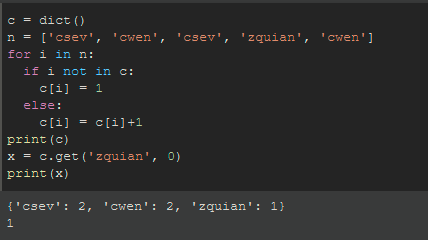 c = dict()
n = ['csev', 'cwen', 'csev', 'zquian', 'cwen']
for i in n:
  if i not in c:
    c[i] = 1
  else:
    c[i] = c[i]+1
print(c)
x = c.get('zquian', 0)
print(x)
{'csev': 2, 'cwen': 2, 'zquian': 1}
1